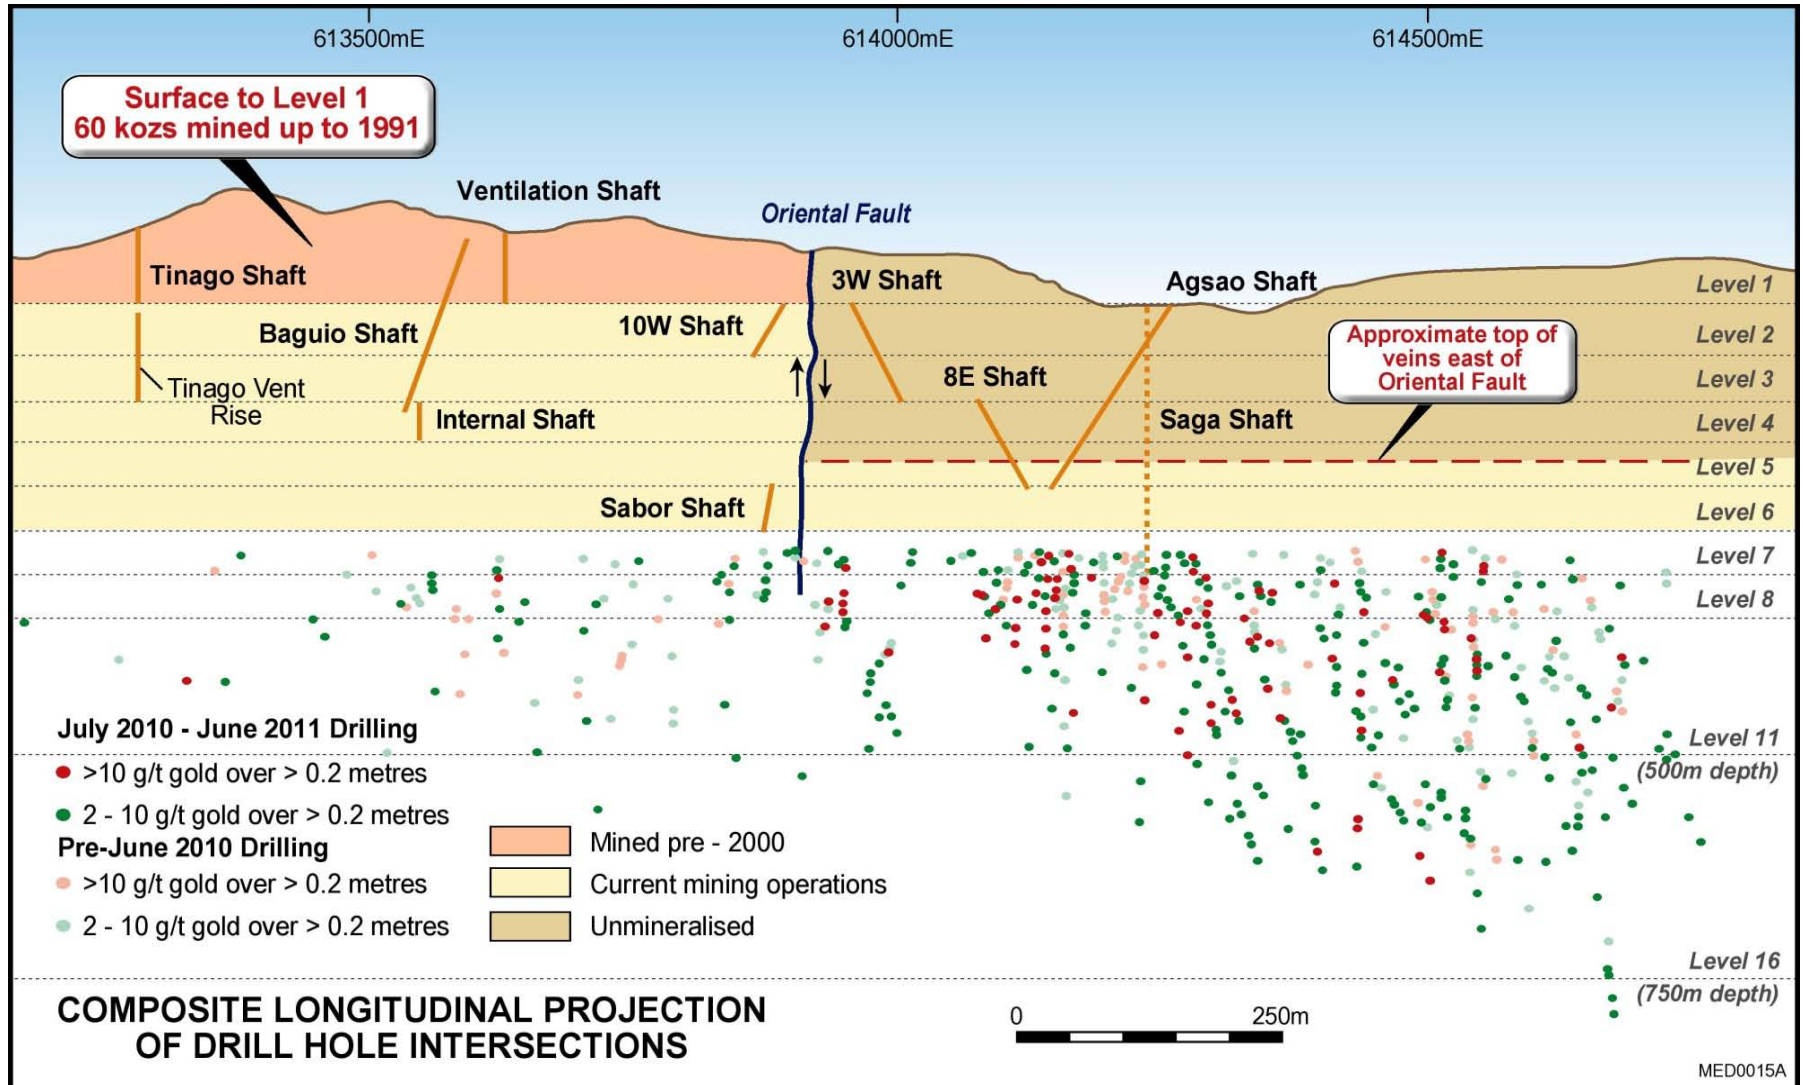 613500mE
614000mE
614500mE
Surface to Level 1
60 kozs mined up to 1991
Ventilation Shaft
Oriental Fault
Tinago Shaft
3W Shaft
Agsao Shaft
Level 1
Baguio Shaft
10W Shaft
Level 2
Approximate top of
veins east of
Oriental Fault
Tinago Vent
Rise
8E Shaft
Level 3
Internal Shaft
Saga Shaft
Level 4
Level 5
Sabor Shaft
Level 6
Level 7
Level 8
July 2010 - June 2011 Drilling
>10 g/t gold over > 0.2 metres
2 - 10 g/t gold over > 0.2 metres
Pre-June 2010 Drilling
>10 g/t gold over > 0.2 metres
2 - 10 g/t gold over > 0.2 metres
Mined pre - 2000
Current mining operations
Unmineralised
Level 11
(500m depth)
Level 16
(750m depth)
COMPOSITE LONGITUDINAL PROJECTION
OF DRILL HOLE INTERSECTIONS
0
250m
MED0015A